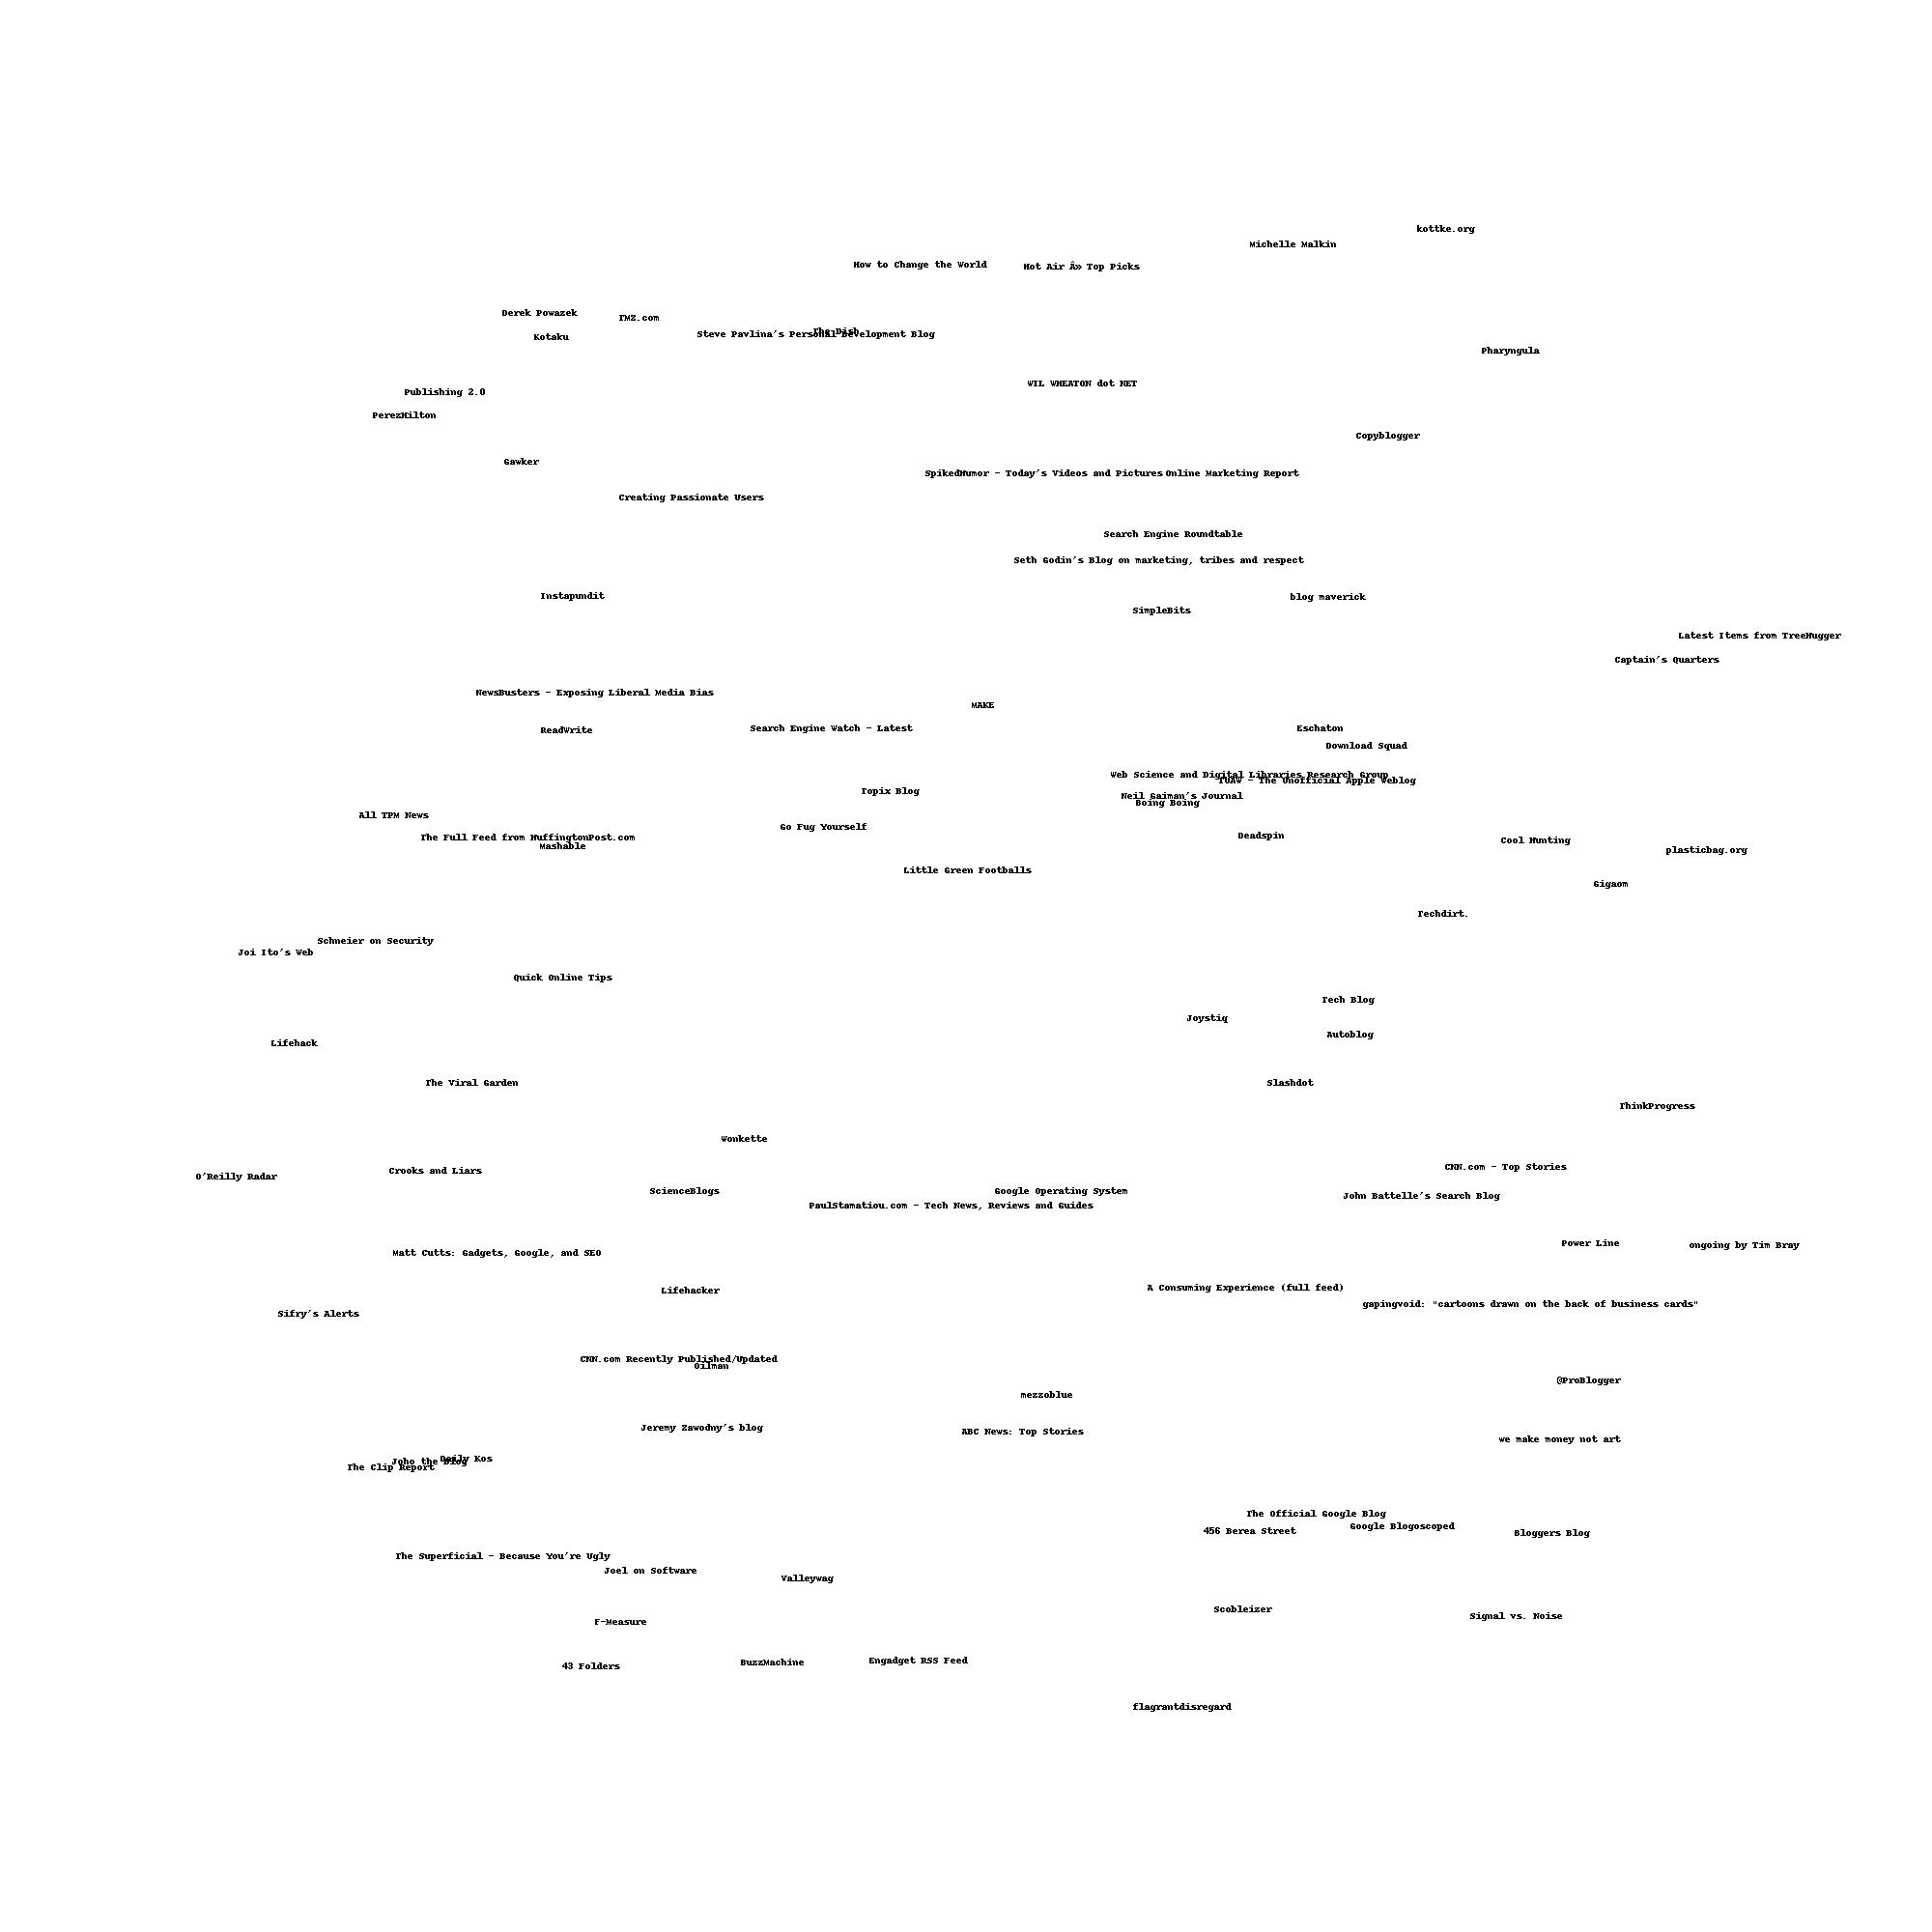 kottke.org
Michelle Malkin
How to Change the World
Hot Air Â» Top Picks
Derek Powazek
TMZ.com
The Dish
Steve Pavlina's Personal Development Blog
Kotaku
Pharyngula
WIL WHEATON dot NET
Publishing 2.0
PerezHilton
Copyblogger
Gawker
SpikedHumor - Today's Videos and Pictures
Online Marketing Report
Creating Passionate Users
Search Engine Roundtable
Seth Godin's Blog on marketing, tribes and respect
Instapundit
blog maverick
SimpleBits
Latest Items from TreeHugger
Captain's Quarters
NewsBusters - Exposing Liberal Media Bias
MAKE
ReadWrite
Search Engine Watch - Latest
Eschaton
Download Squad
Web Science and Digital Libraries Research Group
TUAW - The Unofficial Apple Weblog
Topix Blog
Neil Gaiman's Journal
Boing Boing
All TPM News
Go Fug Yourself
The Full Feed from HuffingtonPost.com
Deadspin
Cool Hunting
Mashable
plasticbag.org
Little Green Footballs
Gigaom
Techdirt.
Schneier on Security
Joi Ito's Web
Quick Online Tips
Tech Blog
Joystiq
Autoblog
Lifehack
The Viral Garden
Slashdot
ThinkProgress
Wonkette
CNN.com - Top Stories
Crooks and Liars
O'Reilly Radar
ScienceBlogs
Google Operating System
John Battelle's Search Blog
PaulStamatiou.com - Tech News, Reviews and Guides
Power Line
ongoing by Tim Bray
Matt Cutts: Gadgets, Google, and SEO
A Consuming Experience (full feed)
Lifehacker
gapingvoid: "cartoons drawn on the back of business cards"
Sifry's Alerts
CNN.com Recently Published/Updated
Oilman
@ProBlogger
mezzoblue
Jeremy Zawodny's blog
ABC News: Top Stories
we make money not art
Daily Kos
Joho the Blog
The Clip Report
The Official Google Blog
Google Blogoscoped
456 Berea Street
Bloggers Blog
The Superficial - Because You're Ugly
Joel on Software
Valleywag
Scobleizer
Signal vs. Noise
F-Measure
Engadget RSS Feed
BuzzMachine
43 Folders
flagrantdisregard